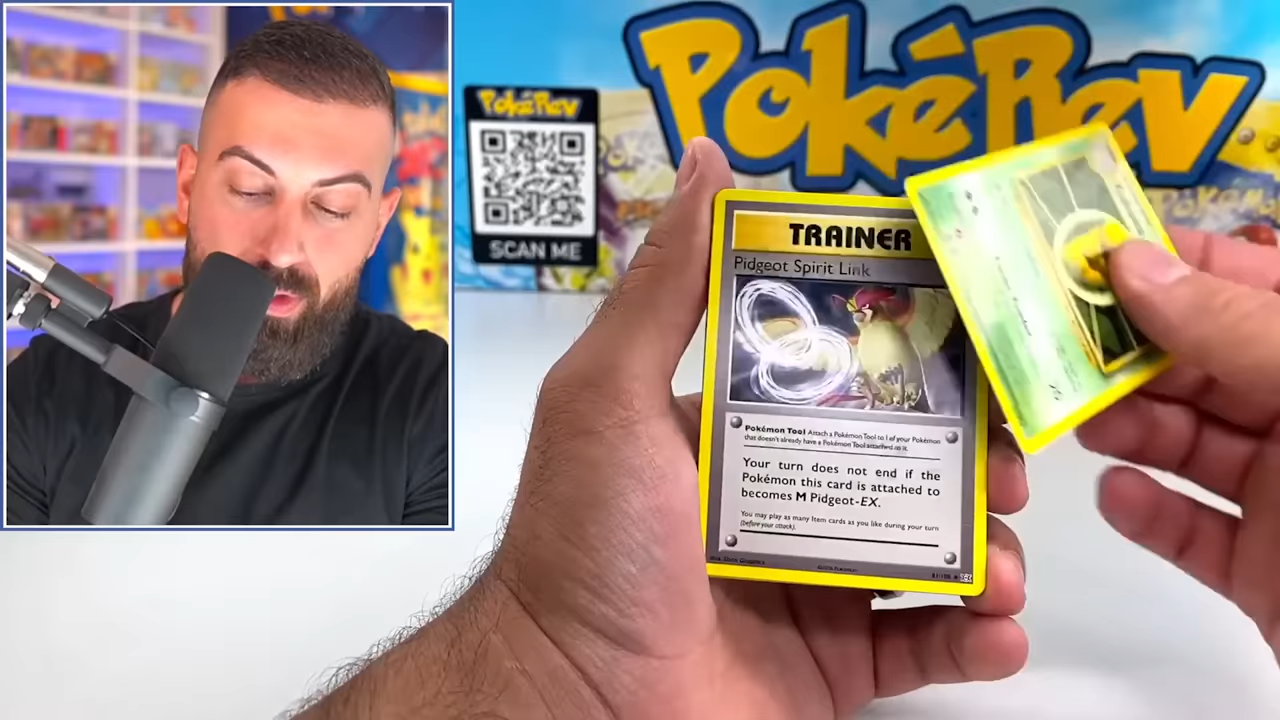 PokéRev
PokéRev
SCAN ME
TRAINER
Pidgeot Spirit Link
Pokémon Tool Attach a Pokémon Tool to 1 of your Pokémon
that doesn't already have a Pokémon Tool attached to it.
Your turn does not end if the
Pokémon this card is attached to
becomes M Pidgeot-EX.
You may play as many Item cards as you like during your turn
(before your attack).